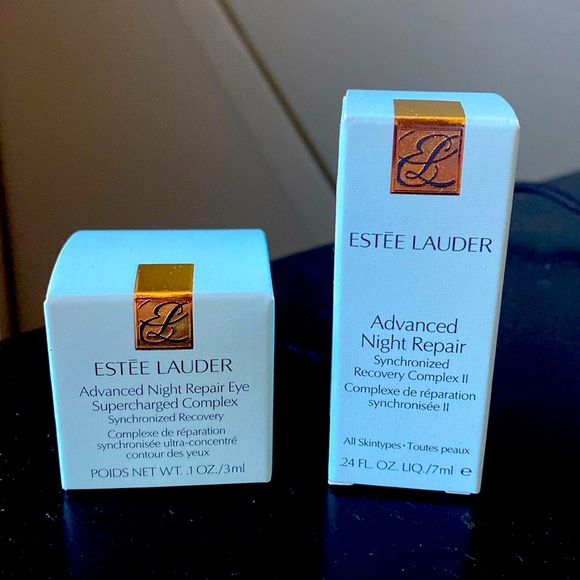 ESTĒE LAUDER
Advanced Night Repair Eye
Supercharged Complex
Synchronized Recovery
Complexe de réparation
synchronisée ultra-concentré
contour des yeux
POIDS NET WT. .1 OZ./3ml
ESTĒE LAUDER
Advanced
Night Repair
Synchronized
Recovery Complex II
Complexe de réparation
synchronisée II
All Skintypes • Toutes peaux
.24 FL. OZ. LIQ./7ml ℮